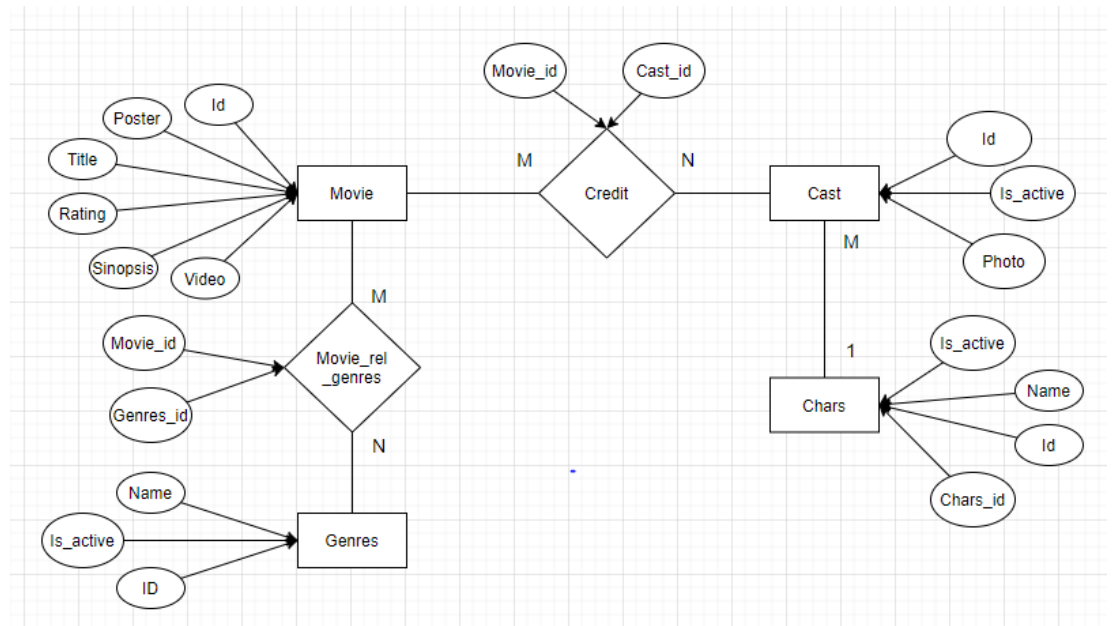 Movie_id
Cast_id
Id
Poster
Title
Rating
Sinopsis
Video
Movie
M
Credit
N
Cast
Id
Is_active
Photo
M
1
M
Movie_id
Genres_id
Movie_rel
_genres
N
Name
Is_active
ID
Genres
Chars
Is_active
Name
Id
Chars_id